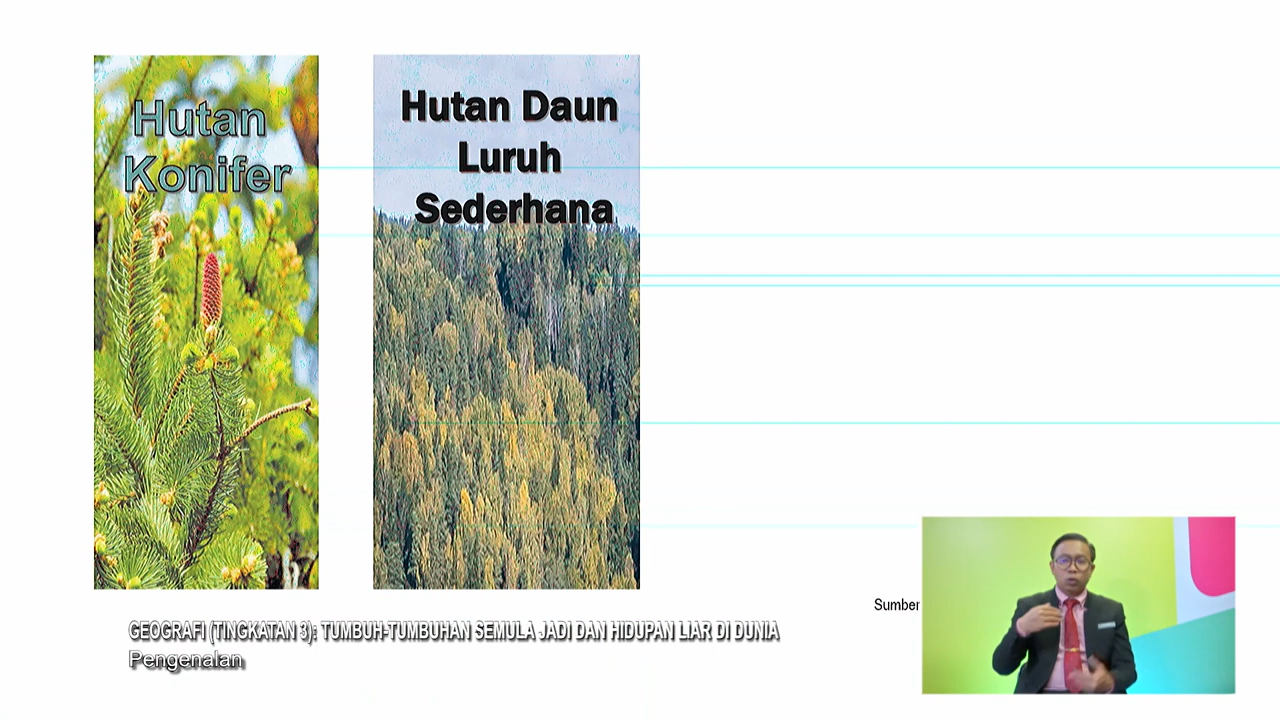 Hutan
Konifer
Hutan Daun
Luruh
Sederhana
Sumber
GEOGRAFI (TINGKATAN 3): TUMBUH-TUMBUHAN SEMULA JADI DAN HIDUPAN LIAR DI DUNIA
Pengenalan